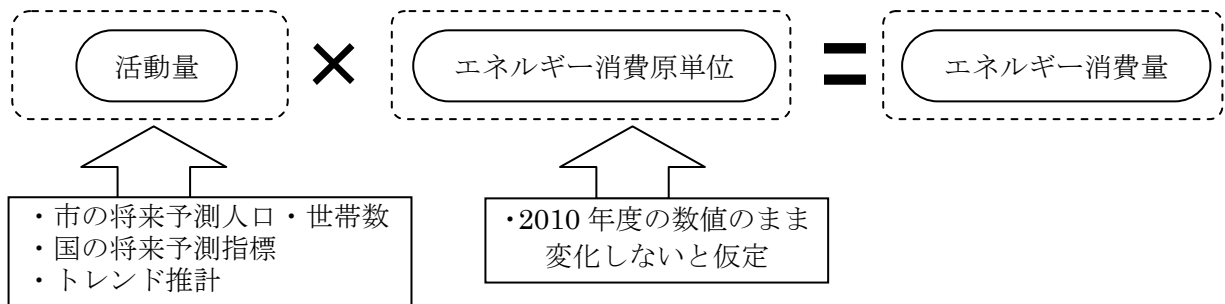 活動量 × エネルギー消費原単位 = エネルギー消費量
・市の将来予測人口・世帯数
・国の将来予測指標
・トレンド推計
・2010 年度の数値のまま
変化しないと仮定